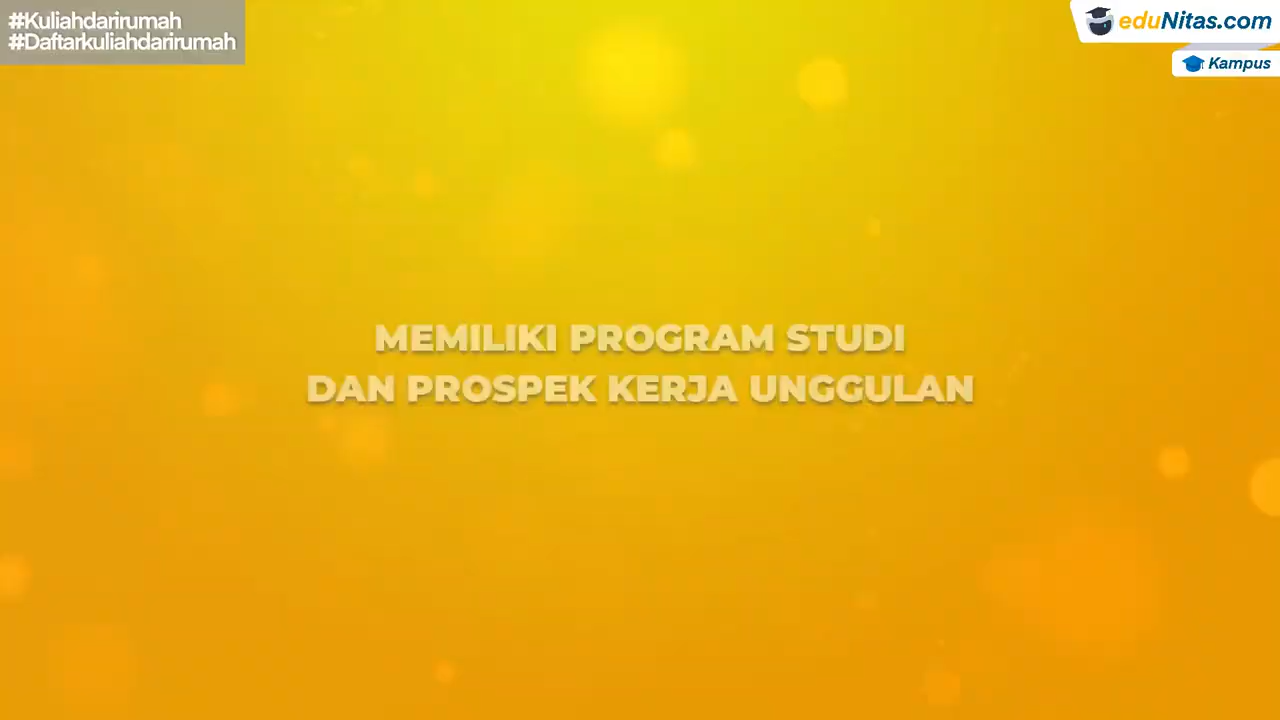 #Kuliahdarirumah
#Daftarkuliahdarirumah
eduNitas.com
Kampus
MEMILIKI PROGRAM STUDI
DAN PROSPEK KERJA UNGGULAN